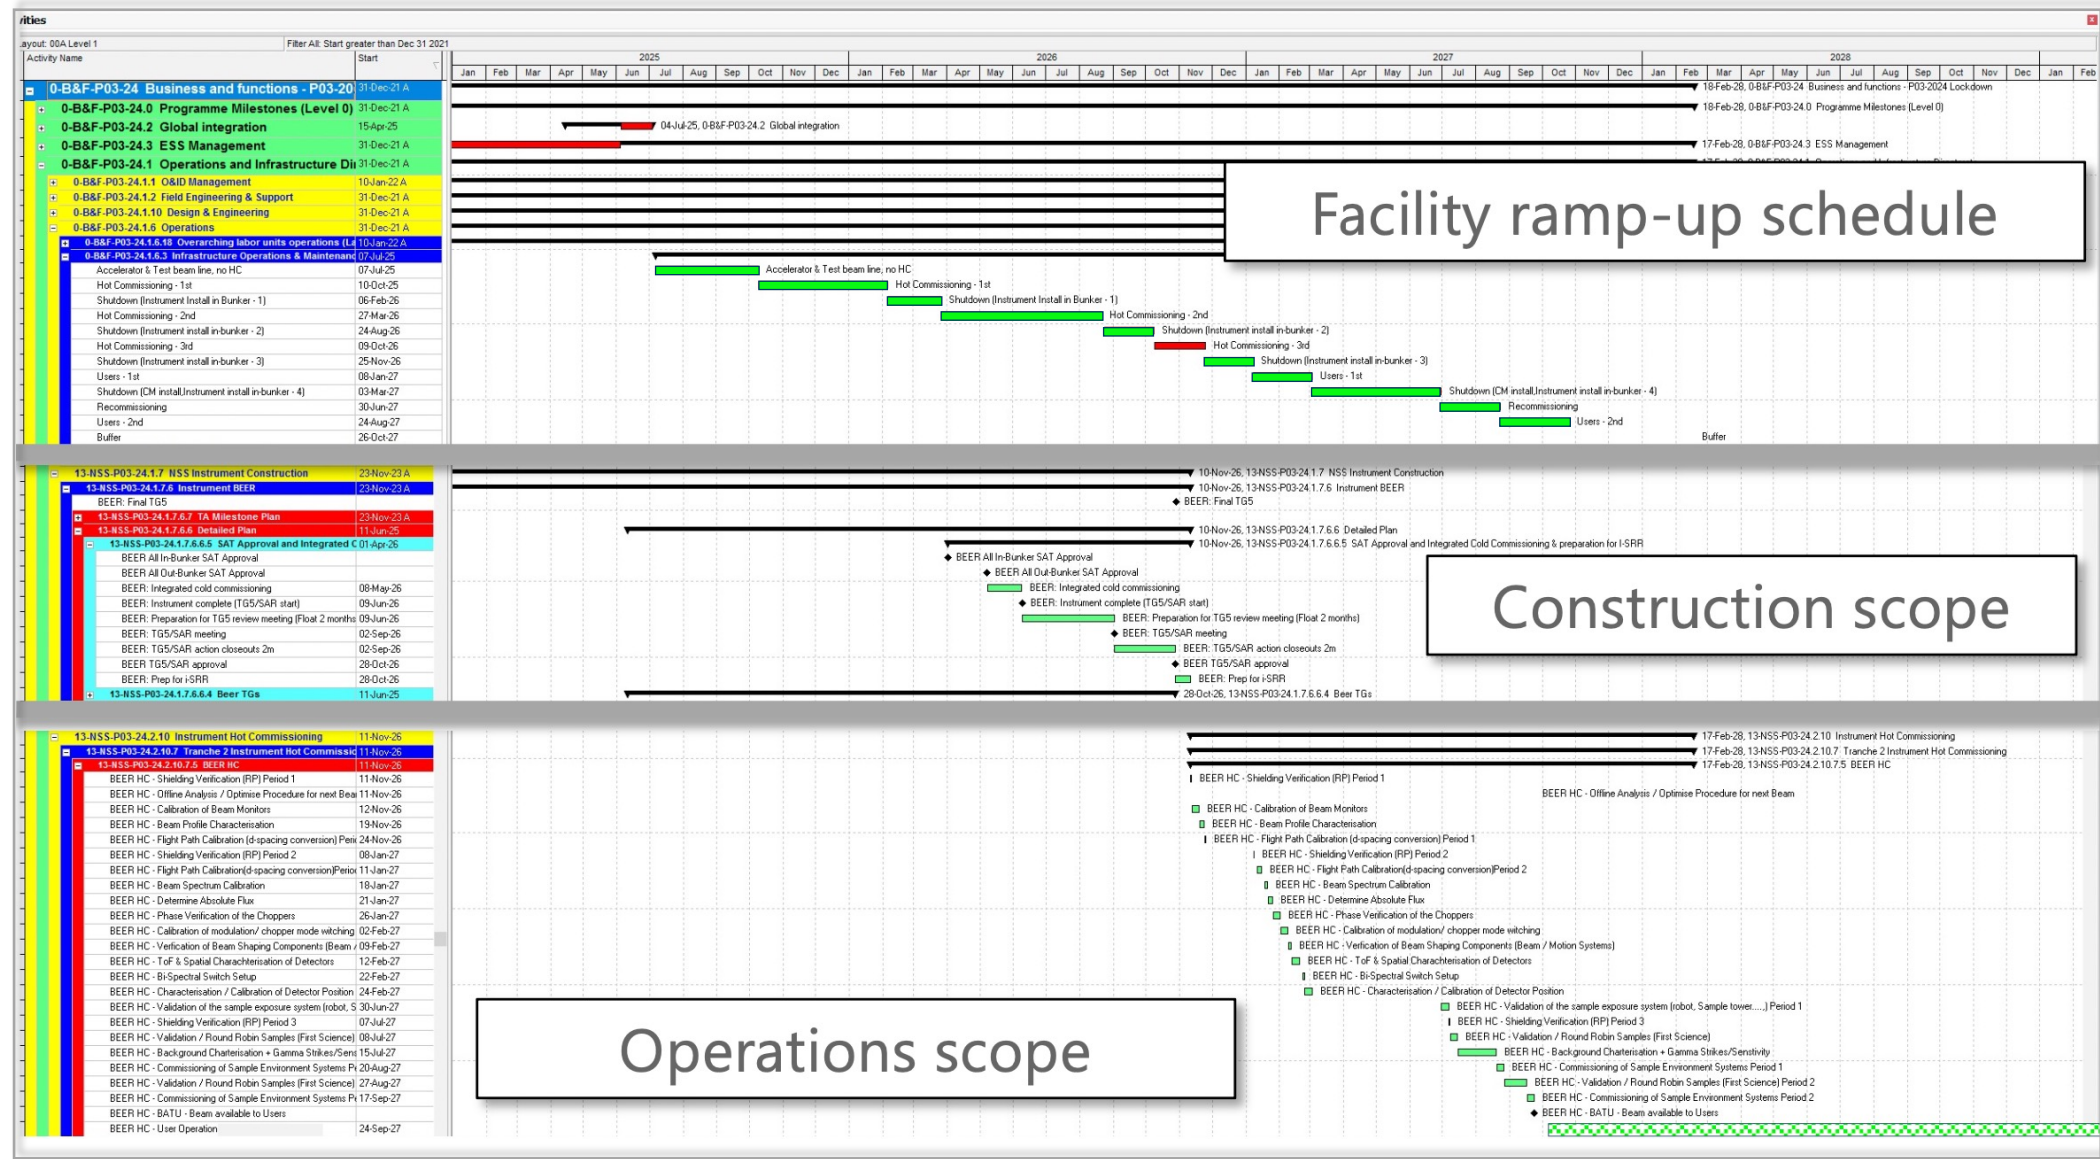 vities
ayout: 00A Level 1 Filter All: Start greater than Dec 31 2021
Activity Name Start 2025 2026 2027 2028
Jan Feb Mar Apr May Jun Jul Aug Sep Oct Nov Dec Jan Feb Mar Apr May Jun Jul Aug Sep Oct Nov Dec Jan Feb Mar Apr May Jun Jul Aug Sep Oct Nov Dec Jan Feb Mar Apr May Jun Jul Aug Sep Oct Nov Dec Jan Feb
0-B&F-P03-24 Business and functions - P03-20 31-Dec-21 A 18-Feb-28, 0-B&F-P03-24 Business and functions - P03-2024 Lockdown
0-B&F-P03-24.0 Programme Milestones (Level 0) 31-Dec-21 A 18-Feb-28, 0-B&F-P03-24.0 Programme Milestones (Level 0)
0-B&F-P03-24.2 Global integration 15-Apr-25 04-Jul-25, 0-B&F-P03-24.2 Global integration
0-B&F-P03-24.3 ESS Management 31-Dec-21 A 17-Feb-28, 0-B&F-P03-24.3 ESS Management
0-B&F-P03-24.1 Operations and Infrastructure Dir 31-Dec-21 A
0-B&F-P03-24.1.1 O&ID Management 10-Jan-22 A
0-B&F-P03-24.1.2 Field Engineering & Support 31-Dec-21 A
Facility ramp-up schedule
0-B&F-P03-24.1.10 Design & Engineering 31-Dec-21 A
0-B&F-P03-24.1.6 Operations 31-Dec-21 A
0-B&F-P03-24.1.6.18 Overarching labor units operations (La 10-Jan-22 A
0-B&F-P03-24.1.6.3 Infrastructure Operations & Maintenanc 07-Jul-25
Accelerator & Test beam line, no HC 07-Jul-25 Accelerator & Test beam line, no HC
Hot Commissioning - 1st 10-Oct-25 Hot Commissioning - 1st
Shutdown (Instrument Install in Bunker - 1) 06-Feb-26 Shutdown (Instrument Install in Bunker - 1)
Hot Commissioning - 2nd 27-Mar-26 Hot Commissioning - 2nd
Shutdown (Instrument install in-bunker - 2) 24-Aug-26 Shutdown (Instrument install in-bunker - 2)
Hot Commissioning - 3rd 09-Oct-26 Hot Commissioning - 3rd
Shutdown (Instrument install in-bunker - 3) 25-Nov-26 Shutdown (Instrument install in-bunker - 3)
Users - 1st 08-Jan-27 Users - 1st
Shutdown (CM install,Instrument install in-bunker - 4) 03-Mar-27 Shutdown (CM install,Instrument install in-bunker - 4)
Recommissioning 30-Jun-27 Recommissioning
Users - 2nd 24-Aug-27 Users - 2nd
Buffer 26-Oct-27 Buffer
13-NSS-P03-24.1.7 NSS Instrument Construction 23-Nov-23 A 10-Nov-26, 13-NSS-P03-24.1.7 NSS Instrument Construction
13-NSS-P03-24.1.7.6 Instrument BEER 23-Nov-23 A 10-Nov-26, 13-NSS-P03-24.1.7.6 Instrument BEER
BEER: Final TG5 BEER: Final TG5
13-NSS-P03-24.1.7.6.7 TA Milestone Plan 23-Nov-23 A
13-NSS-P03-24.1.7.6.6 Detailed Plan 11-Jun-25 10-Nov-26, 13-NSS-P03-24.1.7.6.6 Detailed Plan
13-NSS-P03-24.1.7.6.6.5 SAT Approval and Integrated C 01-Apr-26 10-Nov-26, 13-NSS-P03-24.1.7.6.6.5 SAT Approval and Integrated Cold Commissioning & preparation for I-SRR
BEER All In-Bunker SAT Approval BEER All In-Bunker SAT Approval
BEER All Out-Bunker SAT Approval BEER All Out-Bunker SAT Approval
BEER: Integrated cold commissioning 08-May-26 BEER: Integrated cold commissioning
BEER: Instrument complete (TG5/SAR start) 09-Jun-26 BEER: Instrument complete (TG5/SAR start)
Construction scope
BEER: Preparation for TG5 review meeting (Float 2 months 09-Jun-26 BEER: Preparation for TG5 review meeting (Float 2 months)
BEER: TG5/SAR meeting 02-Sep-26 BEER: TG5/SAR meeting
BEER: TG5/SAR action closeouts 2m 02-Sep-26 BEER: TG5/SAR action closeouts 2m
BEER TG5/SAR approval 28-Oct-26 BEER TG5/SAR approval
BEER: Prep for i-SRR 28-Oct-26 BEER: Prep for i-SRR
13-NSS-P03-24.1.7.6.6.4 Beer TGs 11-Jun-25 28-Oct-26, 13-NSS-P03-24.1.7.6.6.4 Beer TGs
13-NSS-P03-24.2.10 Instrument Hot Commissioning 11-Nov-26 17-Feb-28, 13-NSS-P03-24.2.10 Instrument Hot Commissioning
13-NSS-P03-24.2.10.7 Tranche 2 Instrument Hot Commissic 11-Nov-26 17-Feb-28, 13-NSS-P03-24.2.10.7 Tranche 2 Instrument Hot Commissioning
13-NSS-P03-24.2.10.7.5 BEER HC 11-Nov-26 17-Feb-28, 13-NSS-P03-24.2.10.7.5 BEER HC
BEER HC - Shielding Verification (RP) Period 1 11-Nov-26 BEER HC - Shielding Verification (RP) Period 1
BEER HC - Offline Analysis / Optimise Procedure for next Bear 11-Nov-26 BEER HC - Offline Analysis / Optimise Procedure for next Beam
BEER HC - Calibration of Beam Monitors 12-Nov-26 BEER HC - Calibration of Beam Monitors
BEER HC - Beam Profile Characterisation 19-Nov-26 BEER HC - Beam Profile Characterisation
BEER HC - Flight Path Calibration (d-spacing conversion) Peri 24-Nov-26 BEER HC - Flight Path Calibration (d-spacing conversion) Period 1
BEER HC - Shielding Verification (RP) Period 2 08-Jan-27 BEER HC - Shielding Verification (RP) Period 2
BEER HC - Flight Path Calibration(d-spacing conversion)Perio 11-Jan-27 BEER HC - Flight Path Calibration(d-spacing conversion)Period 2
BEER HC - Beam Spectrum Calibration 18-Jan-27 BEER HC - Beam Spectrum Calibration
BEER HC - Determine Absolute Flux 21-Jan-27 BEER HC - Determine Absolute Flux
BEER HC - Phase Verification of the Choppers 26-Jan-27 BEER HC - Phase Verification of the Choppers
BEER HC - Calibration of modulation/ chopper mode witching 02-Feb-27 BEER HC - Calibration of modulation/ chopper mode witching
BEER HC - Verfication of Beam Shaping Components (Beam / 09-Feb-27 BEER HC - Verfication of Beam Shaping Components (Beam / Motion Systems)
BEER HC - ToF & Spatial Charachterisation of Detectors 12-Feb-27 BEER HC - ToF & Spatial Charachterisation of Detectors
BEER HC - Bi-Spectral Switch Setup 22-Feb-27 BEER HC - Bi-Spectral Switch Setup
BEER HC - Characterisation / Calibration of Detector Position 24-Feb-27 BEER HC - Characterisation / Calibration of Detector Position
BEER HC - Validation of the sample exposure system (robot, S 30-Jun-27 BEER HC - Validation of the sample exposure system (robot, Sample tower.....,) Period 1
BEER HC - Shielding Verification (RP) Period 3 07-Jul-27 BEER HC - Shielding Verification (RP) Period 3
BEER HC - Validation / Round Robin Samples (First Science) 08-Jul-27 BEER HC - Validation / Round Robin Samples (First Science)
Operations scope
BEER HC - Background Charterisation + Gamma Strikes/Sens 15-Jul-27 BEER HC - Background Charterisation + Gamma Strikes/Senstivity
BEER HC - Commissioning of Sample Environment Systems Pe 20-Aug-27 BEER HC - Commissioning of Sample Environment Systems Period 1
BEER HC - Validation / Round Robin Samples (First Science) 27-Aug-27 BEER HC - Validation / Round Robin Samples (First Science) Period 2
BEER HC - Commissioning of Sample Environment Systems Pe 17-Sep-27 BEER HC - Commissioning of Sample Environment Systems Period 2
BEER HC - BATU - Beam available to Users BEER HC - BATU - Beam available to Users
BEER HC - User Operation 24-Sep-27